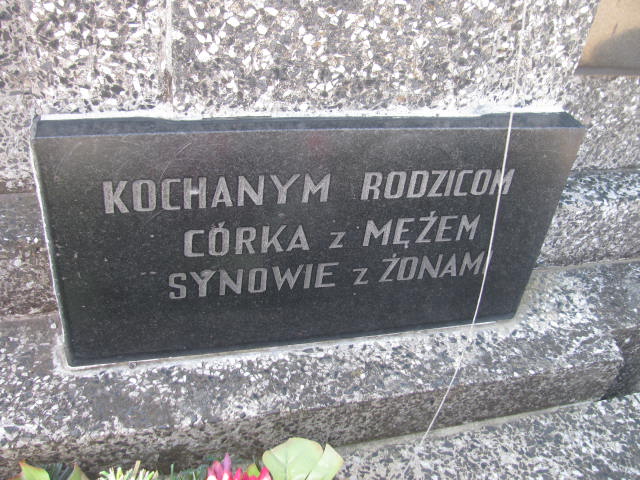 KOCHANYM RODZICOM
CÓRKA z MĘŻEM
SYNOWIE z ŻONAMI